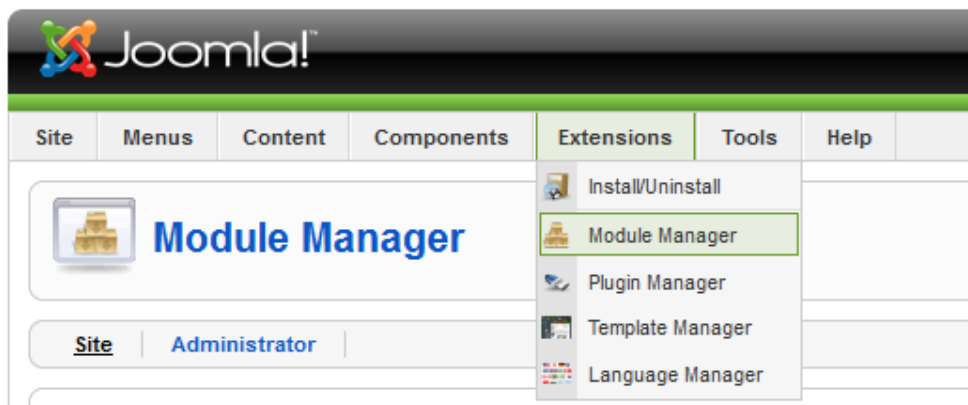 Joomla!™
Site Menus Content Components Extensions Tools Help
Install/Uninstall
Module Manager
Module Manager
Plugin Manager
Template Manager
Site Administrator
Language Manager